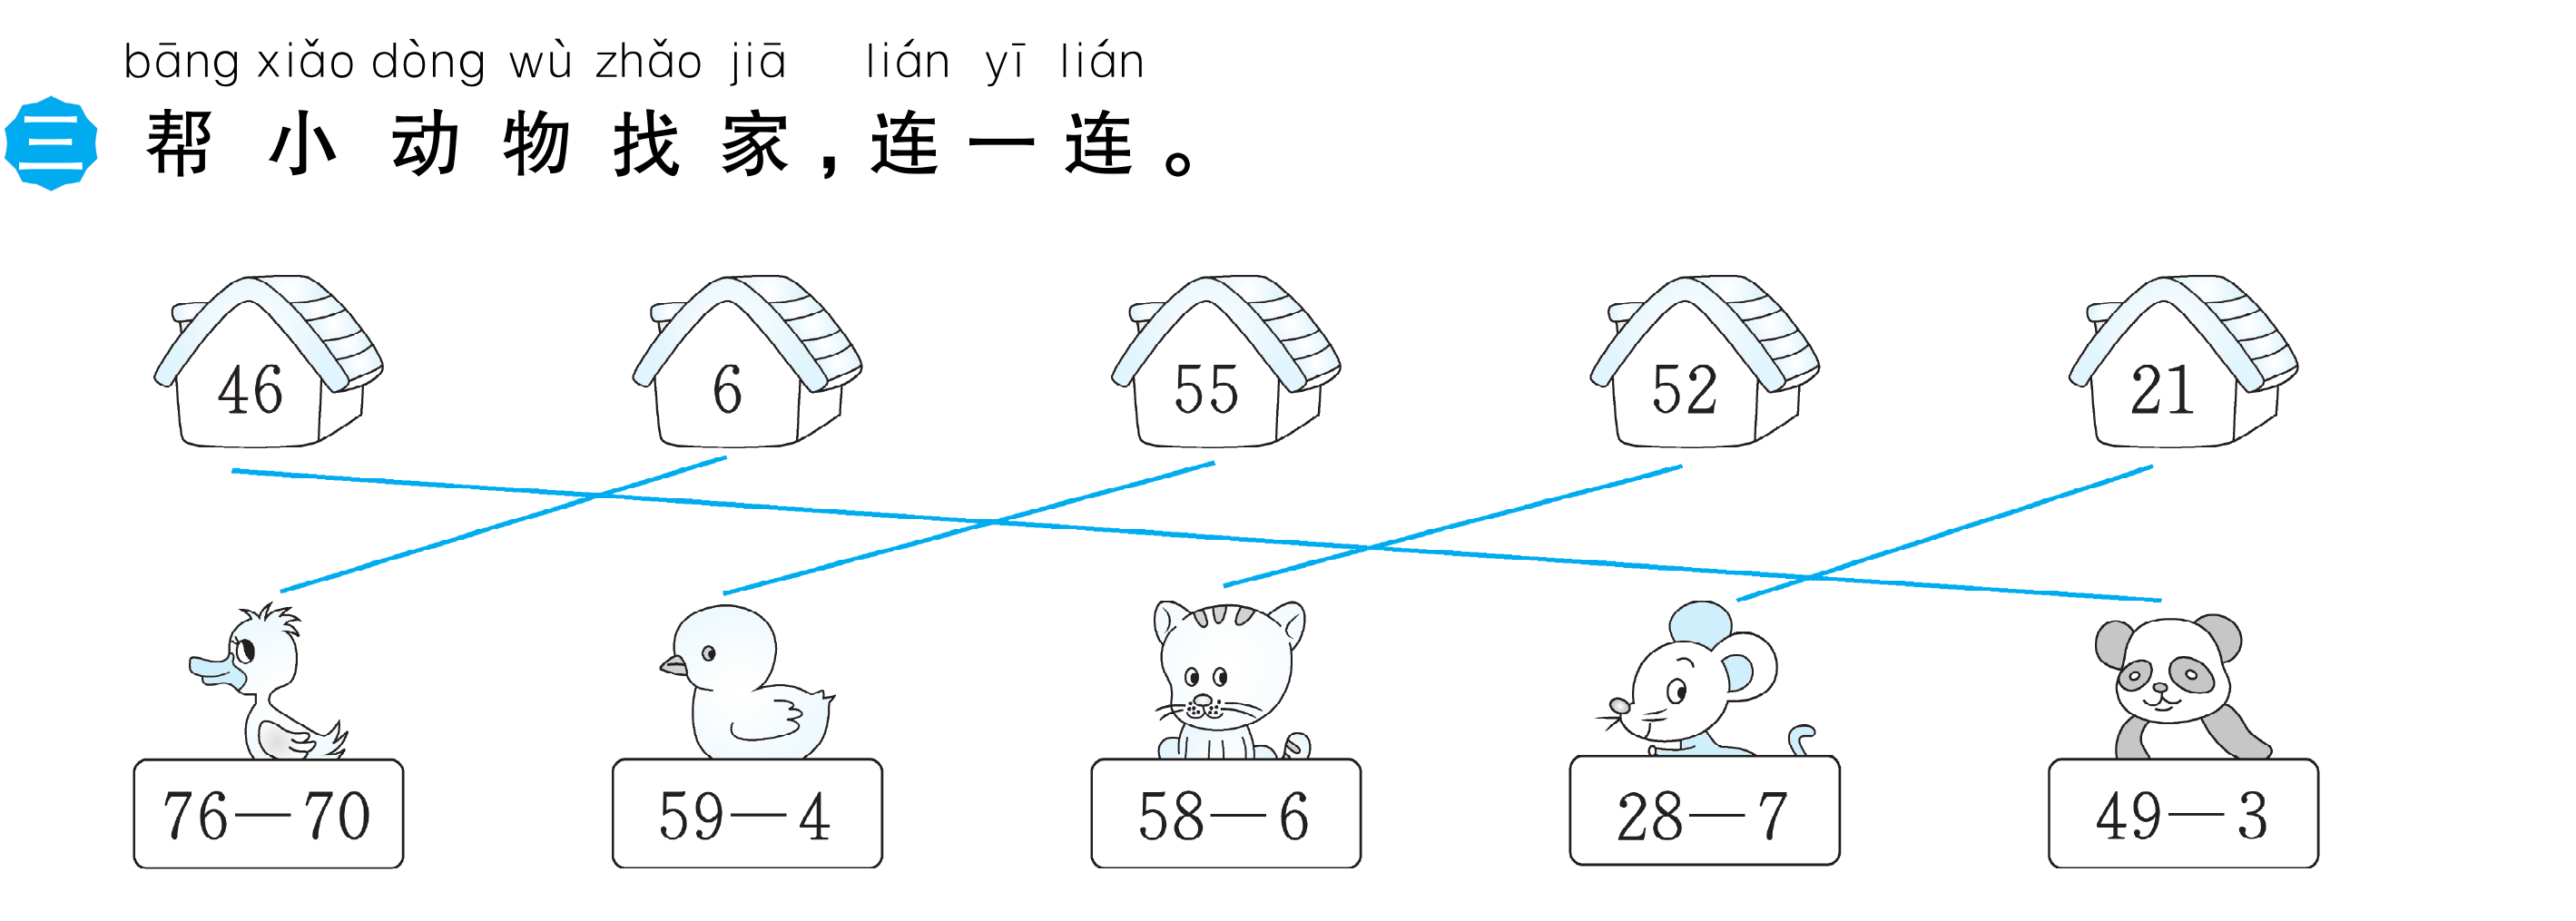 bāng xiǎo dòng wù zhǎo jiā lián yī lián
三 帮小动物找家,连一连。
46 6 55 52 21
76－70 59－4 58－6 28－7 49－3